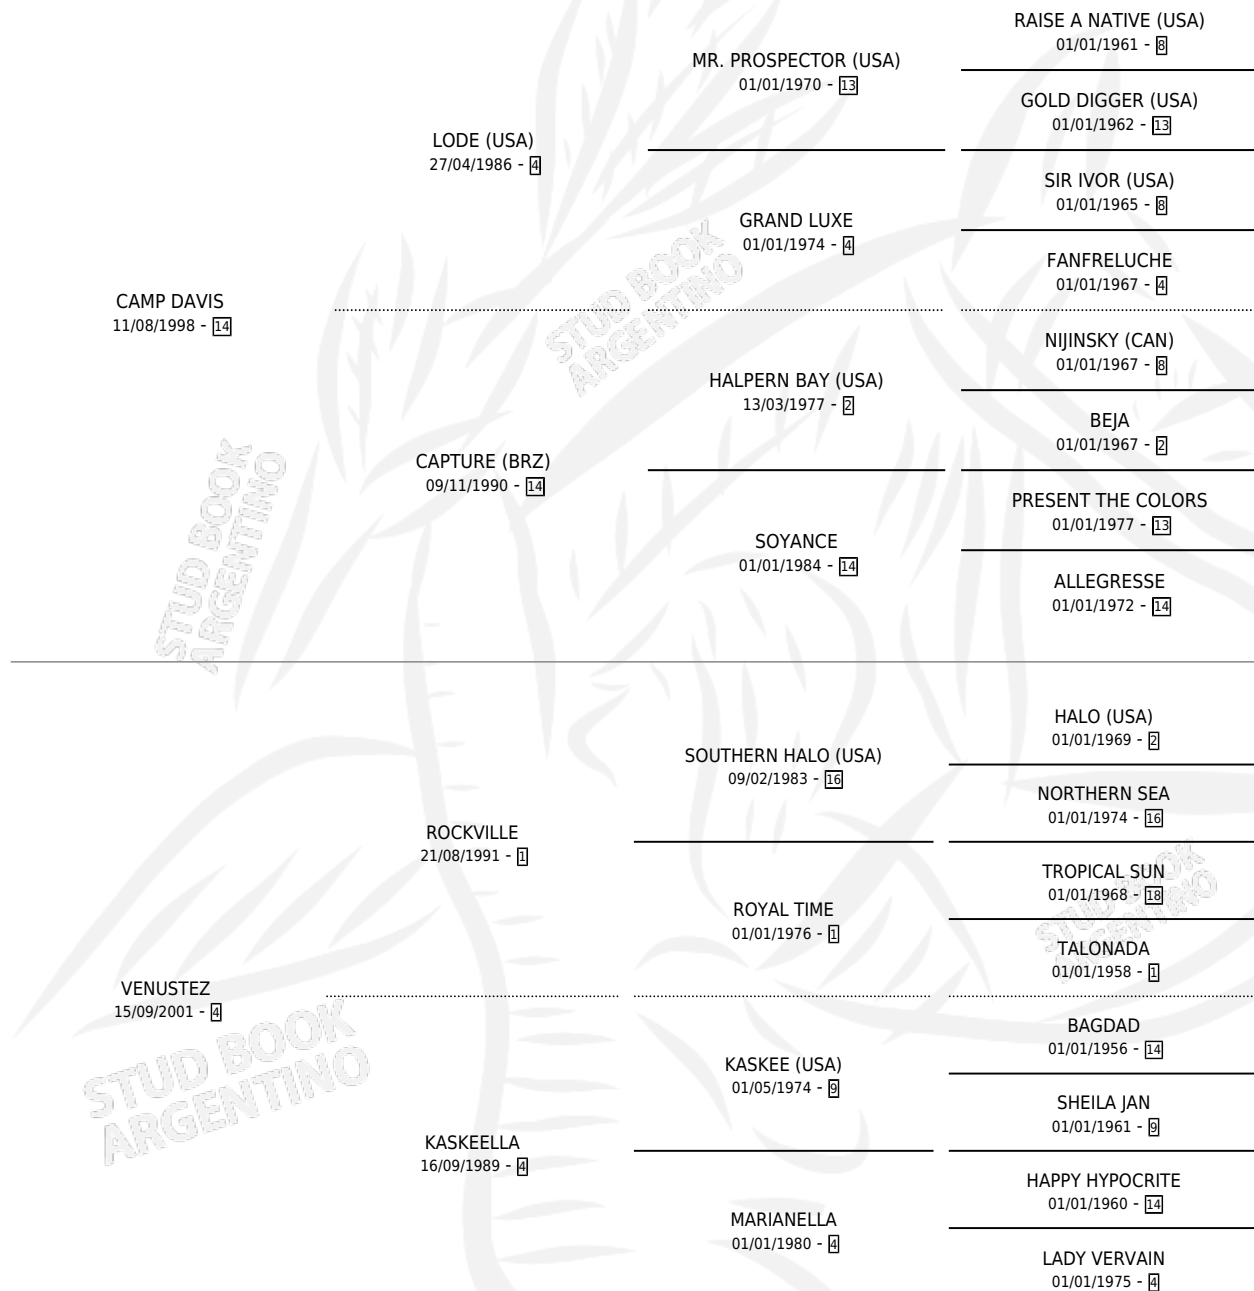 RAISE A NATIVE (USA)
01/01/1961 - 8
MR. PROSPECTOR (USA)
01/01/1970 - 13
GOLD DIGGER (USA)
01/01/1962 - 13
LODE (USA)
27/04/1986 - 4
SIR IVOR (USA)
01/01/1965 - 8
GRAND LUXE
01/01/1974 - 4
FANFRELUCHE
01/01/1967 - 4
CAMP DAVIS
11/08/1998 - 14
NIJINSKY (CAN)
01/01/1967 - 8
HALPERN BAY (USA)
13/03/1977 - 2
BEJA
01/01/1967 - 2
CAPTURE (BRZ)
09/11/1990 - 14
PRESENT THE COLORS
01/01/1977 - 13
SOYANCE
01/01/1984 - 14
ALLEGRESSE
01/01/1972 - 14
HALO (USA)
01/01/1969 - 2
SOUTHERN HALO (USA)
09/02/1983 - 16
NORTHERN SEA
01/01/1974 - 16
ROCKVILLE
21/08/1991 - 1
TROPICAL SUN
01/01/1968 - 18
ROYAL TIME
01/01/1976 - 1
TALONADA
01/01/1958 - 1
VENUSTEZ
15/09/2001 - 4
BAGDAD
01/01/1956 - 14
KASKEE (USA)
01/05/1974 - 9
SHEILA JAN
01/01/1961 - 9
KASKEELLA
16/09/1989 - 4
HAPPY HYPOCRITE
01/01/1960 - 14
MARIANELLA
01/01/1980 - 4
LADY VERVAIN
01/01/1975 - 4
STUD BOOK
ARGENTINO
STUD BOOK
ARGENTINO
STUD BOOK
ARGENTINO
STUD BOOK
ARGENTINO